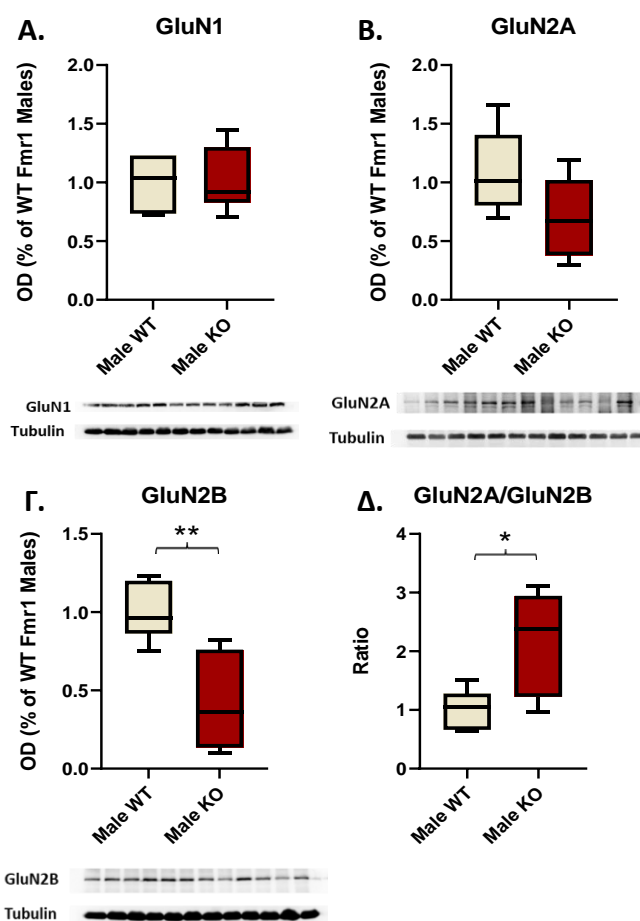 A.
GluN1
OD (% of WT Fmr1 Males)
2.0
1.5
1.0
0.5
0.0
Male WT
Male KO
GluN1
Tubulin
B.
GluN2A
OD (% of WT Fmr1 Males)
2.0
1.5
1.0
0.5
0.0
Male WT
Male KO
GluN2A
Tubulin
Γ.
GluN2B
OD (% of WT Fmr1 Males)
1.5
1.0
0.5
0.0
**
Male WT
Male KO
GluN2B
Tubulin
Δ.
GluN2A/GluN2B
Ratio
4
3
2
1
0
*
Male WT
Male KO